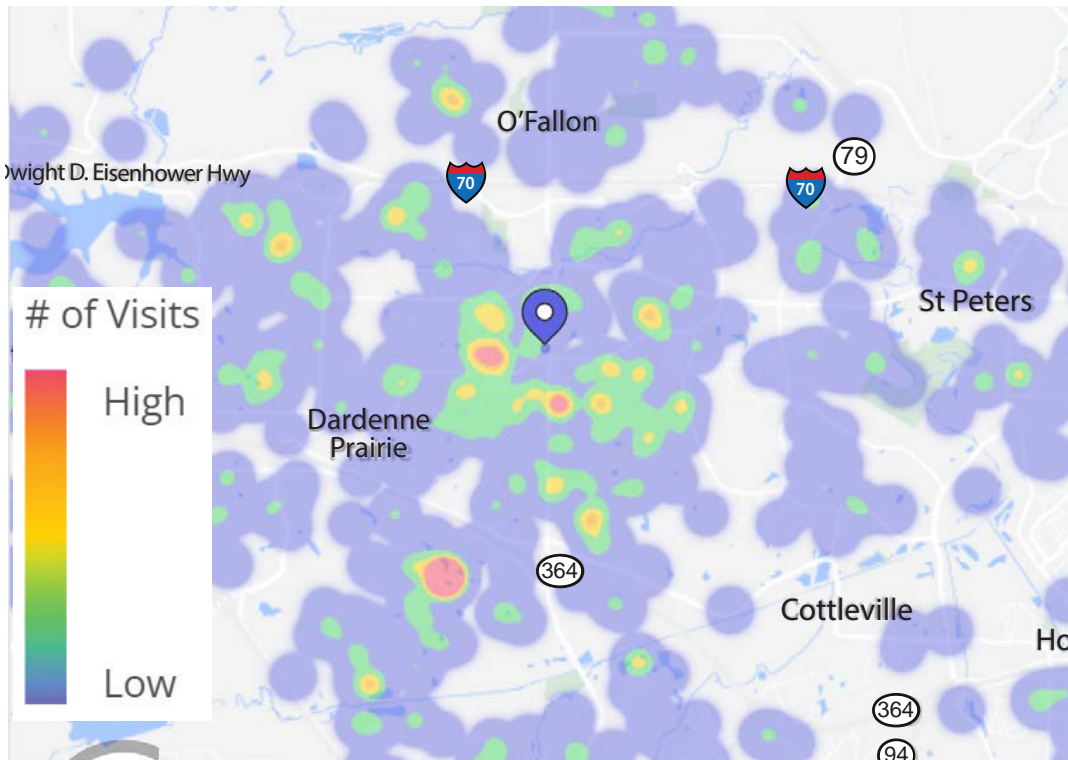 O'Fallon
79
Dwight D. Eisenhower Hwy
70
70
# of Visits
St Peters
High
Dardenne
Prairie
364
Cottleville
Ho
Low
364
94